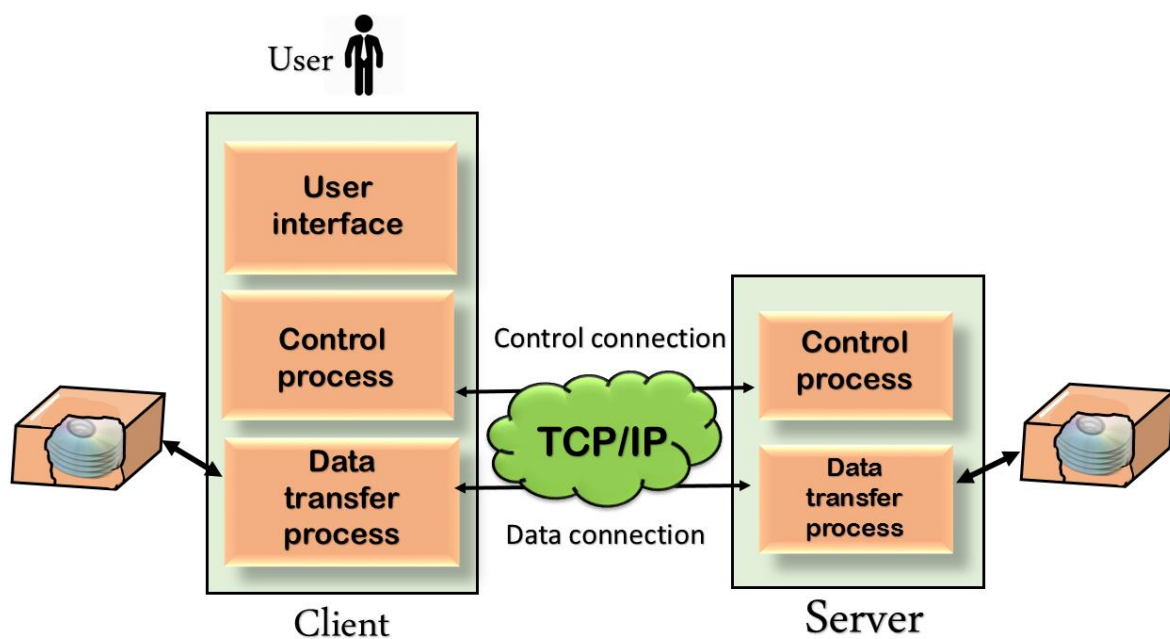 User
User
interface
Control
process
Data
transfer
process
Client
Control connection
TCP/IP
Data connection
Control
process
Data
transfer
process
Server